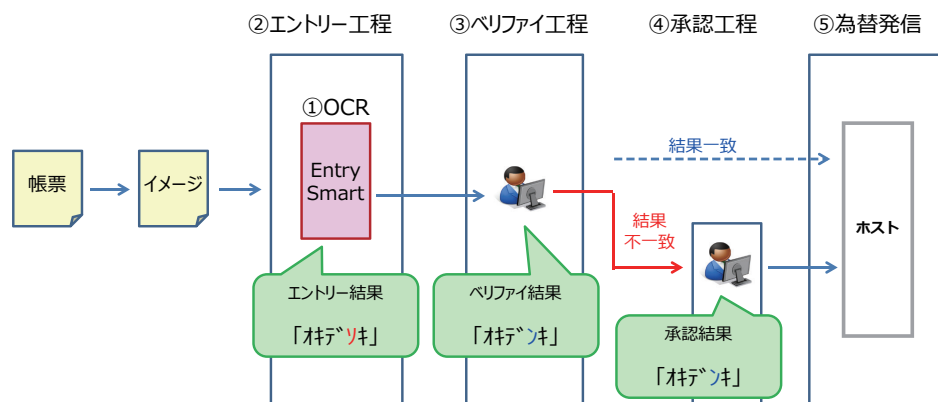 ②エントリー工程
③ベリファイ工程
④承認工程
⑤為替発信
①OCR
Entry
Smart
帳票
イメージ
結果一致
結果
不一致
ホスト
エントリー結果
「ｵｷﾃﾞﾘｷ」
ベリファイ結果
「ｵｷﾃﾞﾝｷ」
承認結果
「ｵｷﾃﾞﾝｷ」